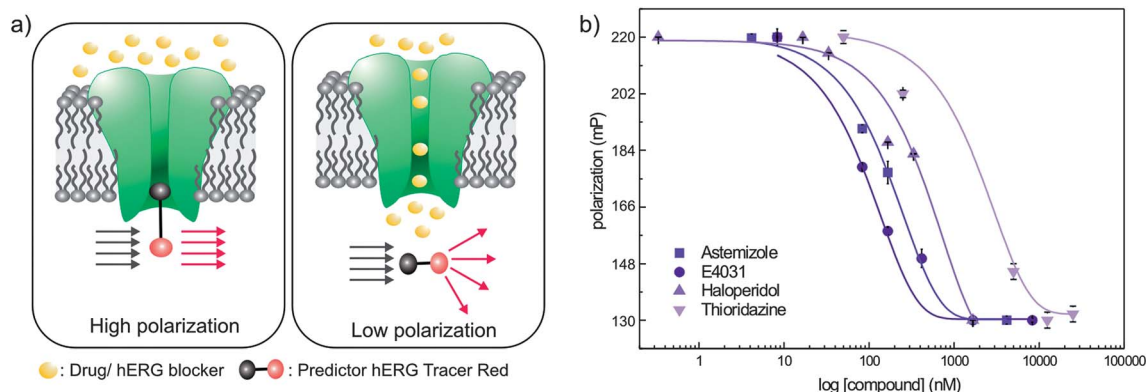 a)
High polarization
Low polarization
: Drug/ hERG blocker
: Predictor hERG Tracer Red
b)
220
202
184
166
148
130
polarization (mP)
Astemizole
E4031
Haloperidol
Thioridazine
1
10
100
1000
10000
100000
log [compound] (nM)